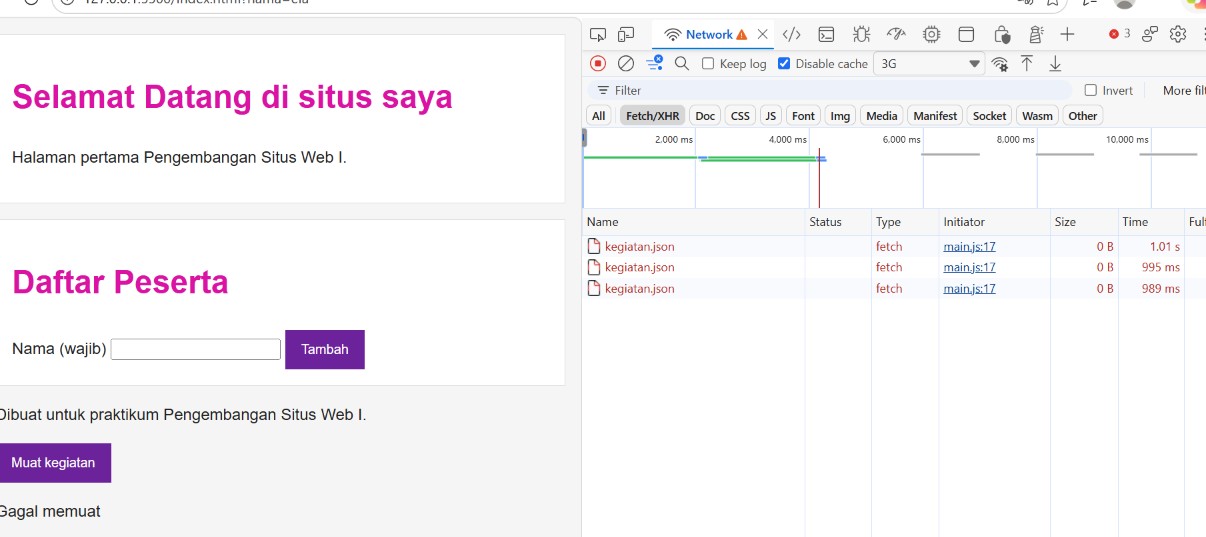 Selamat Datang di situs saya
Halaman pertama Pengembangan Situs Web I.
Daftar Peserta
Nama (wajib)
Tambah
Dibuat untuk praktikum Pengembangan Situs Web I.
Muat kegiatan
Gagal memuat
Network
3
Keep log
Disable cache
3G
Filter
Invert
More
All Fetch/XHR Doc CSS JS Font Img Media Manifest Socket Wasm Other
2.000 ms 4.000 ms 6.000 ms 8.000 ms 10.000 ms
Name Status Type Initiator Size Time
kegiatan.json fetch main.js:17 0 B 1.01 s
kegiatan.json fetch main.js:17 0 B 995 ms
kegiatan.json fetch main.js:17 0 B 989 ms